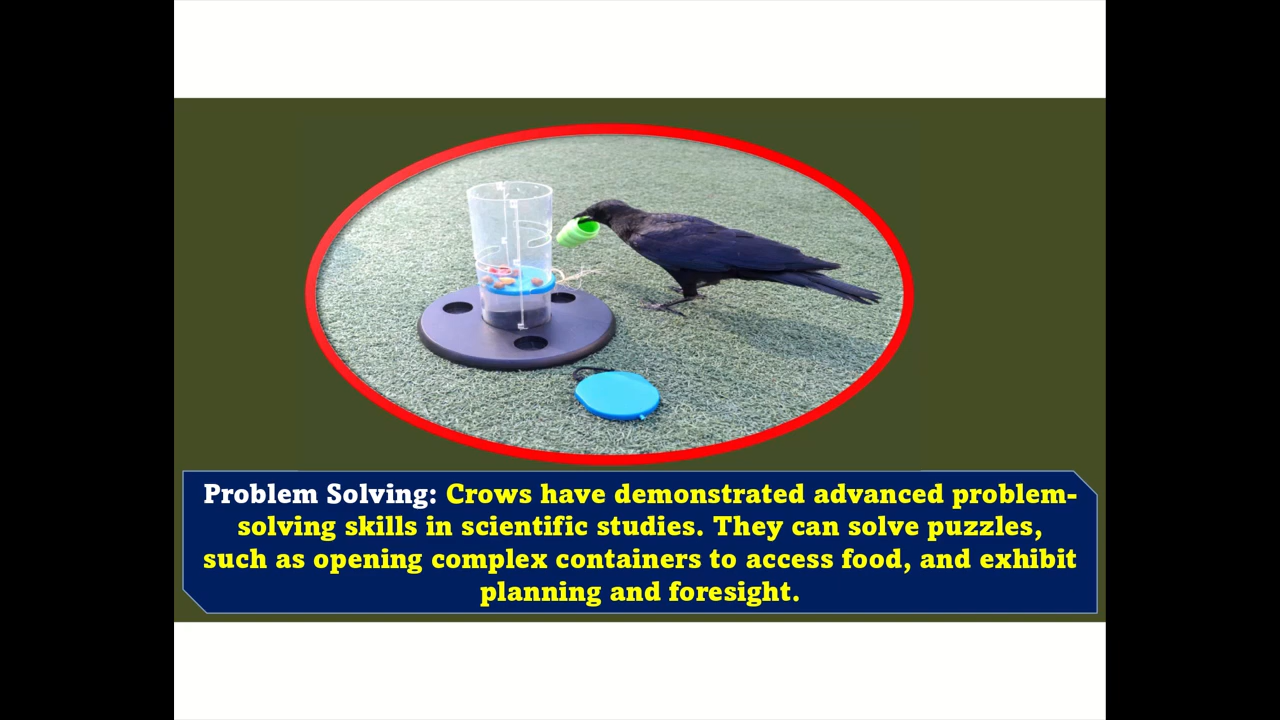 Problem Solving: Crows have demonstrated advanced problem-
solving skills in scientific studies. They can solve puzzles,
such as opening complex containers to access food, and exhibit
planning and foresight.